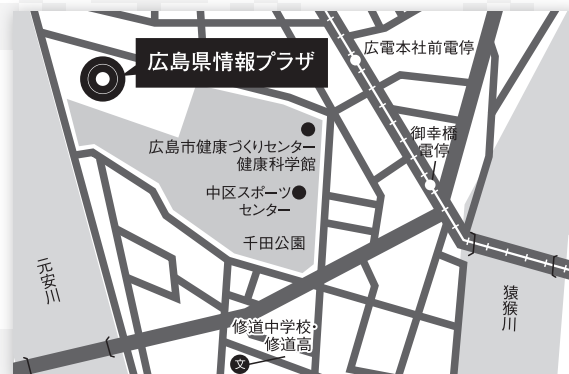 広島県情報プラザ
広電本社前電停
広島市健康づくりセンター
健康科学館
御幸橋
電停
中区スポーツ
センター
千田公園
元安川
猿猴川
修道中学校・
修道高
文